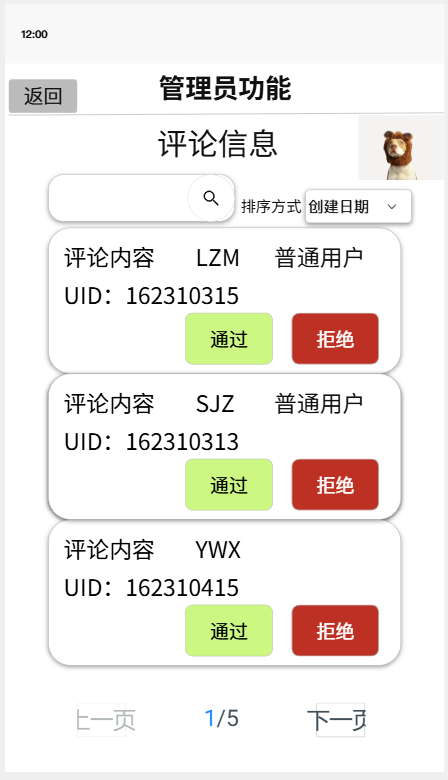 12:00
返回
管理员功能
评论信息
排序方式 创建日期
评论内容 LZM 普通用户
UID：162310315
通过 拒绝
评论内容 SJZ 普通用户
UID：162310313
通过 拒绝
评论内容 YWX
UID：162310415
通过 拒绝
上一页 1/5 下一页